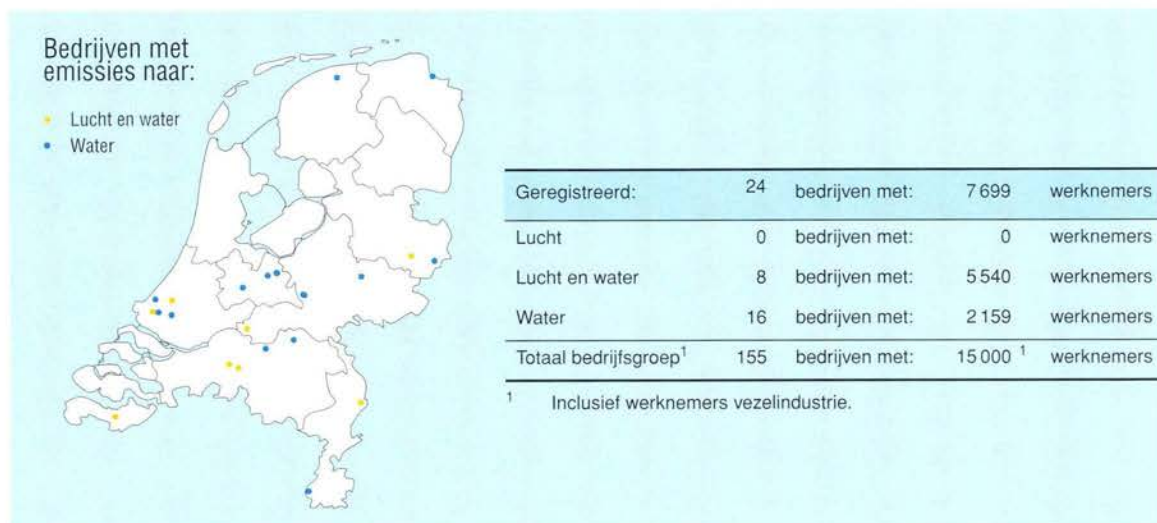 Bedrijven met
emissies naar:
Lucht en water
Water
Geregistreerd: 24 bedrijven met: 7 699 werknemers
Lucht 0 bedrijven met: 0 werknemers
Lucht en water 8 bedrijven met: 5 540 werknemers
Water 16 bedrijven met: 2 159 werknemers
Totaal bedrijfsgroep¹ 155 bedrijven met: 15 000 ¹ werknemers
¹ Inclusief werknemers vezelindustrie.